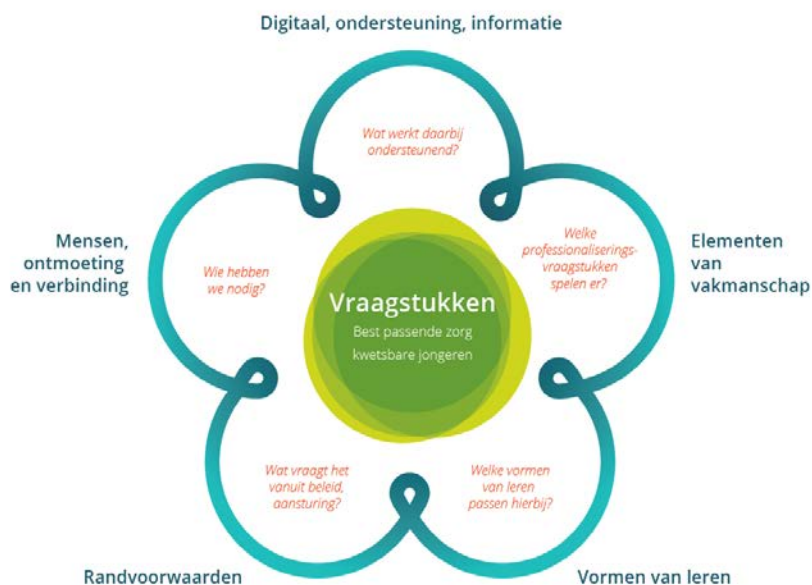 Digitaal, ondersteuning, informatie
Wat werkt daarbij
ondersteunend?
Mensen,
ontmoeting
en verbinding
Wie hebben
we nodig?
Welke
professionaliserings-
vraagstukken
spelen er?
Elementen
van
vakmanschap
Vraagstukken
Best passende zorg
kwetsbare jongeren
Wat vraagt het
vanuit beleid,
aansturing?
Welke vormen
van leren
passen hierbij?
Randvoorwaarden
Vormen van leren